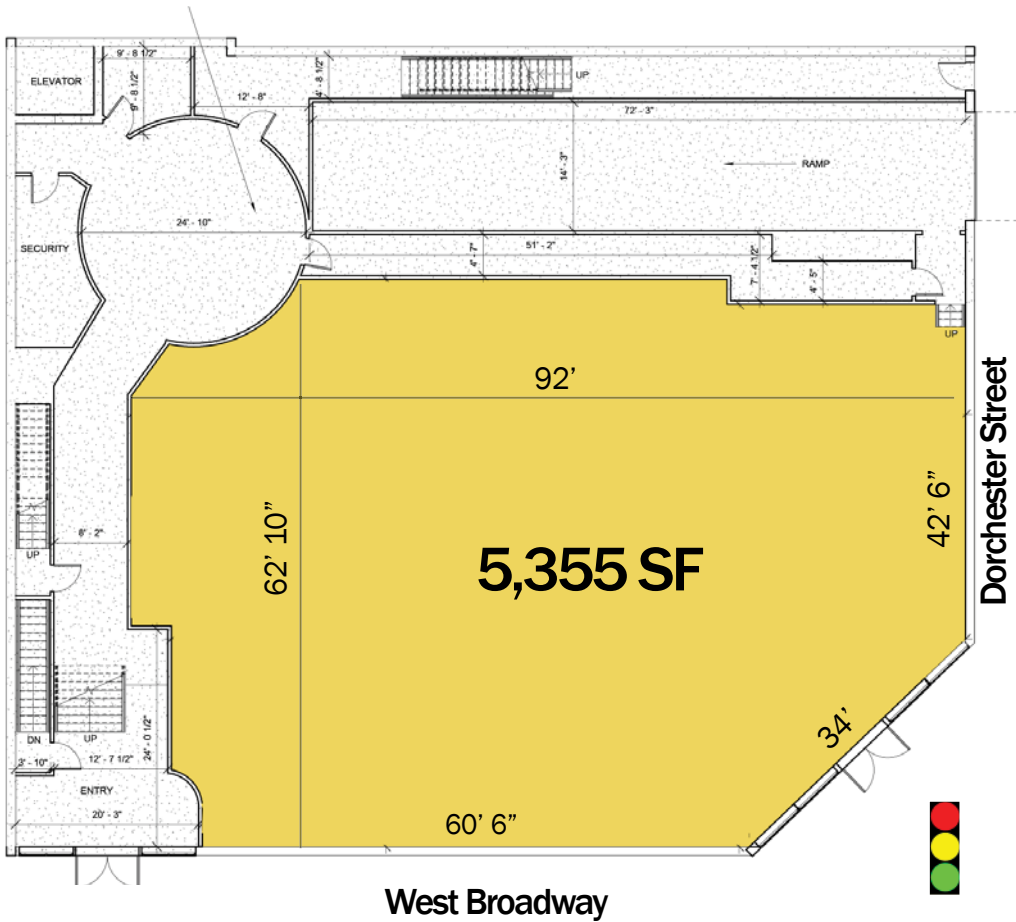 9' - 8 1/2"
ELEVATOR
9' - 8 1/2"
4' - 8 1/2"
UP
12' - 8"
72' - 3"
14' - 3"
RAMP
24' - 10"
SECURITY
51' - 2"
4' - 7"
7' - 4 1/2"
4' - 5"
UP
92’
Dorchester Street
62’ 10”
42’ 6”
8' - 2"
UP
5,355 SF
34’
24' - 0 1/2"
DN
UP
3' - 10"
12' - 7 1/2"
ENTRY
20' - 3"
60’ 6”
West Broadway